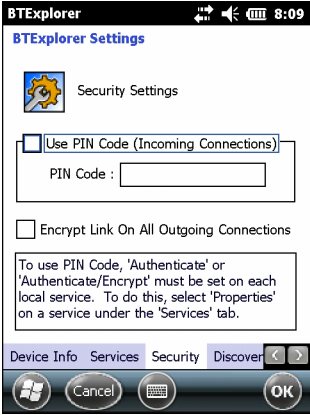 BTExplorer 8:09
BTExplorer Settings
Security Settings
Use PIN Code (Incoming Connections)
PIN Code :
Encrypt Link On All Outgoing Connections
To use PIN Code, 'Authenticate' or
'Authenticate/Encrypt' must be set on each
local service. To do this, select 'Properties'
on a service under the 'Services' tab.
Device Info Services Security Discover
Cancel OK